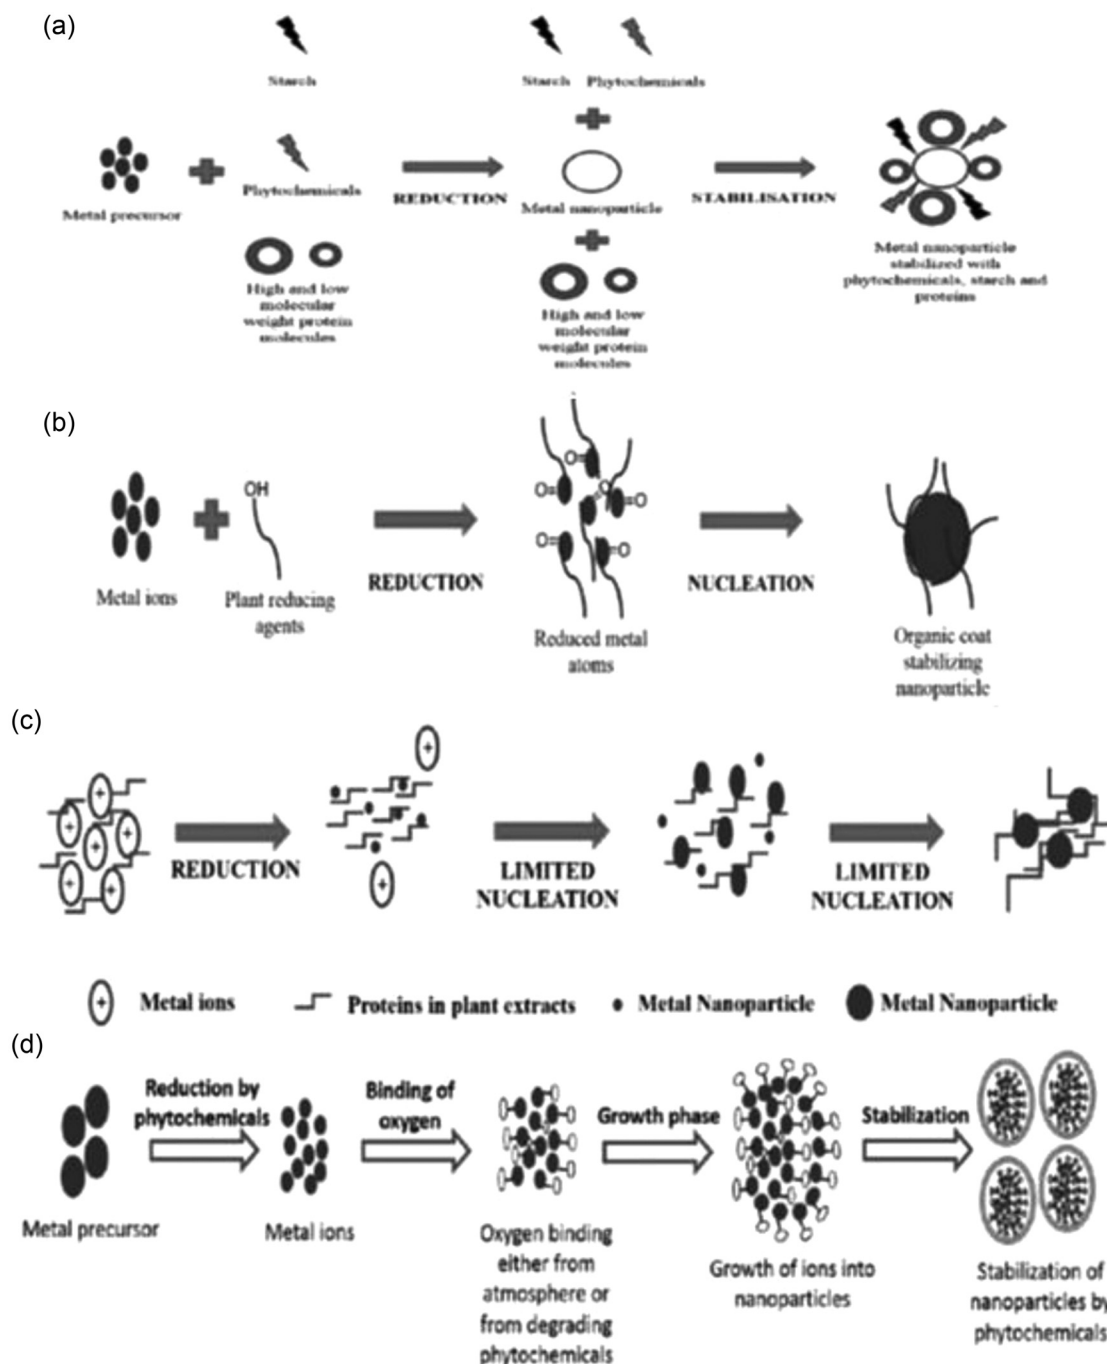 (a)
Starch
Starch Phytochemicals
Metal precursor
Phytochemicals
REDUCTION
Metal nanoparticle
STABILISATION
High and low
molecular
weight protein
molecules
High and low
molecular
weight protein
molecules
Metal nanoparticle
stabilized with
phytochemicals, starch and
proteins
(b)
OH
O=
O=
O
=O
O=
=O
Metal ions
Plant reducing
agents
REDUCTION
Reduced metal
atoms
NUCLEATION
Organic coat
stabilizing
nanoparticle
(c)
REDUCTION
LIMITED
NUCLEATION
LIMITED
NUCLEATION
Metal ions
Proteins in plant extracts
Metal Nanoparticle
Metal Nanoparticle
(d)
Metal precursor
Reduction by
phytochemicals
Metal ions
Binding of
oxygen
Oxygen binding
either from
atmosphere or
from degrading
phytochemicals
Growth phase
Growth of ions into
nanoparticles
Stabilization
Stabilization of
nanoparticles by
phytochemicals